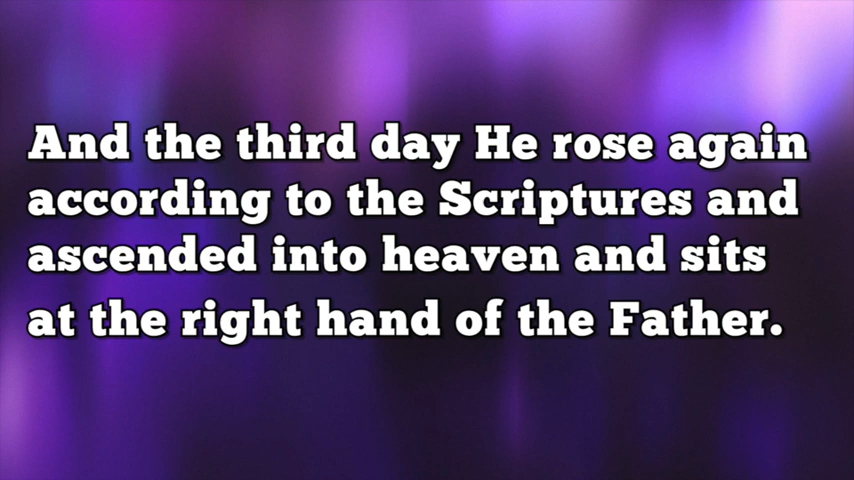 And the third day He rose again
according to the Scriptures and
ascended into heaven and sits
at the right hand of the Father.